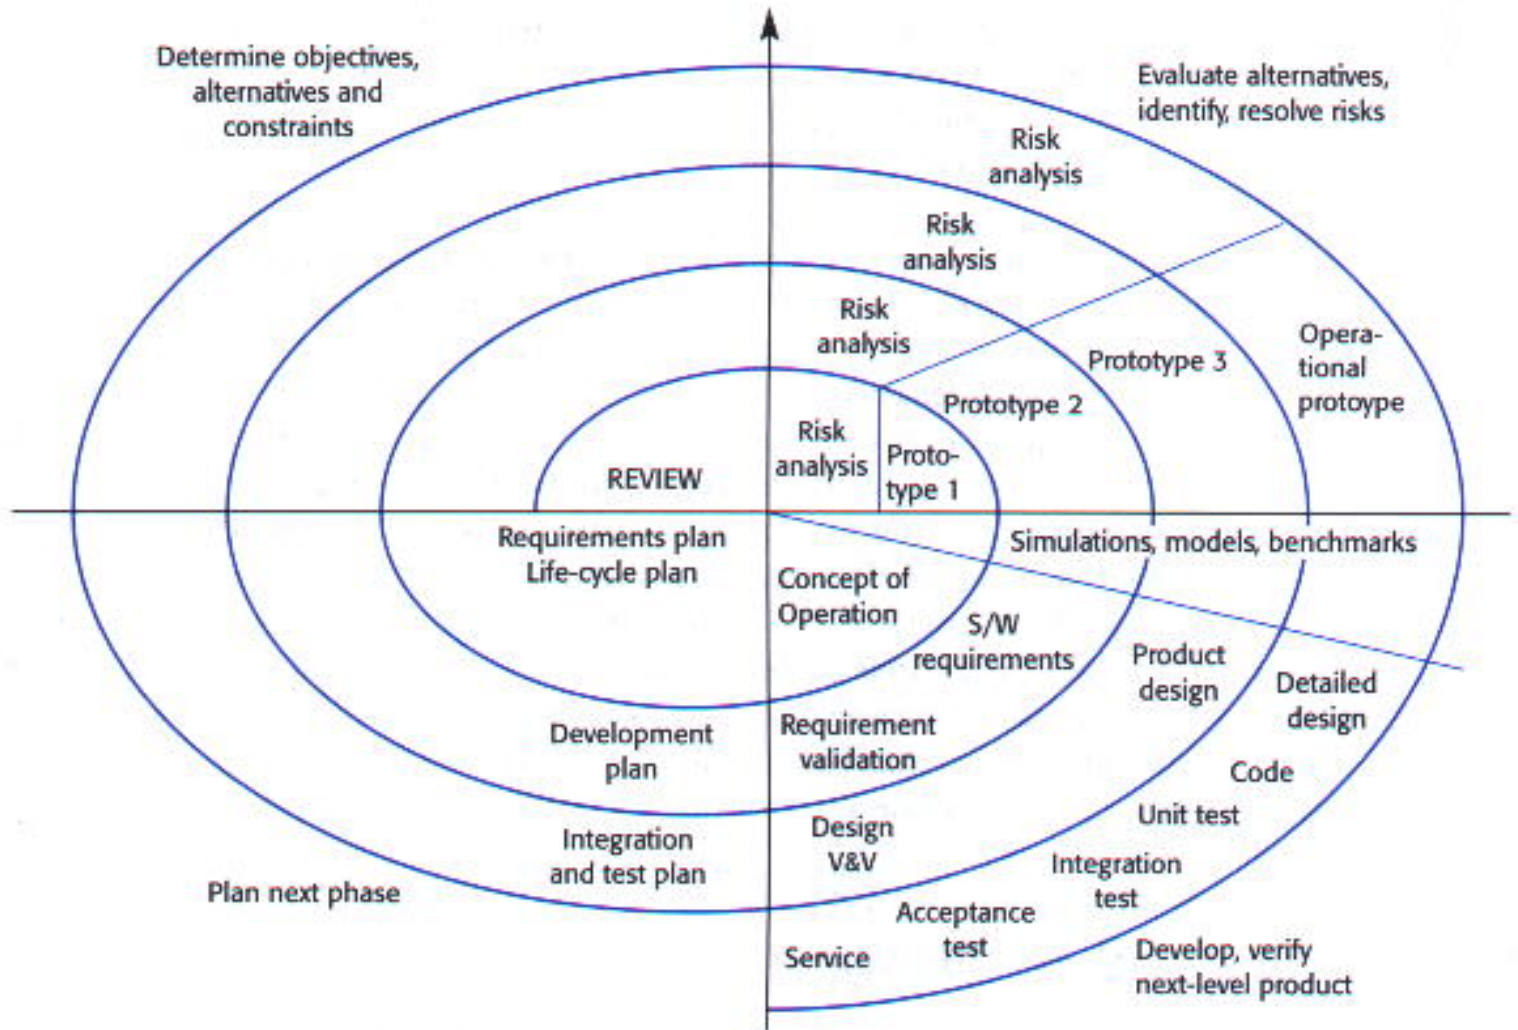 Determine objectives,
alternatives and
constraints
Evaluate alternatives,
identify, resolve risks
Risk
analysis
Risk
analysis
Risk
analysis
Risk
analysis
Proto-
type 1
Prototype 2
Prototype 3
Opera-
tional
protoype
REVIEW
Requirements plan
Life-cycle plan
Simulations, models, benchmarks
Concept of
Operation
S/W
requirements
Product
design
Detailed
design
Development
plan
Requirement
validation
Code
Unit test
Integration
and test plan
Design
V&V
Integration
test
Plan next phase
Acceptance
test
Service
Develop, verify
next-level product